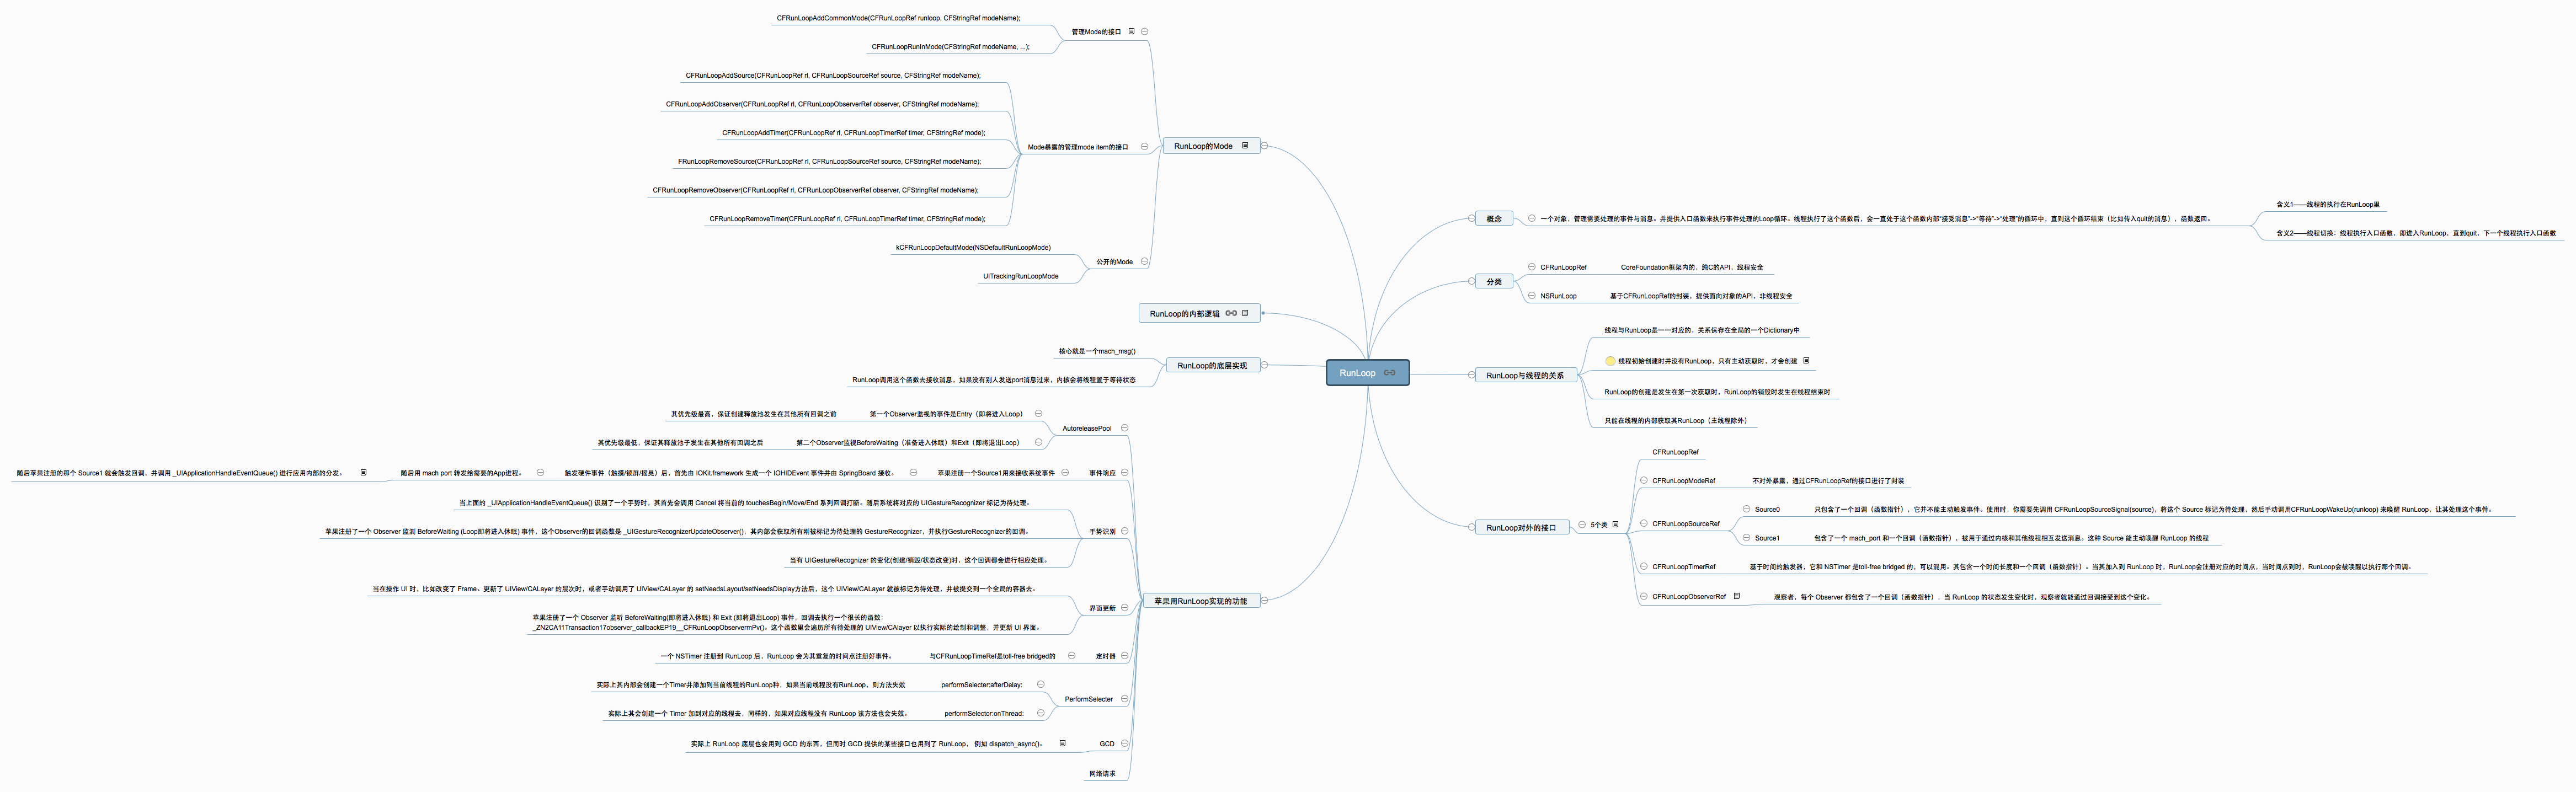 RunLoop
概念
一个对象，管理需要处理的事件与消息。并提供入口函数来执行事件处理的Loop循环。线程执行了这个函数后，会一直处于这个函数内部“接受消息”->“等待”->“处理”的循环中，直到这个循环结束（比如传入quit的消息），函数返回。
含义1——线程的执行在RunLoop里
含义2——线程切换：线程执行入口函数，即进入RunLoop，直到quit，下一个线程执行入口函数
分类
CFRunLoopRef
CoreFoundation框架内的，纯C的API，线程安全
NSRunLoop
基于CFRunLoopRef的封装，提供面向对象的API，非线程安全
RunLoop与线程的关系
线程与RunLoop是一一对应的，关系保存在全局的一个Dictionary中
线程初始创建时并没有RunLoop，只有主动获取时，才会创建
RunLoop的创建是发生在第一次获取时，RunLoop的销毁时发生在线程结束时
只能在线程的内部获取其RunLoop（主线程除外）
RunLoop对外的接口
5个类
CFRunLoopRef
CFRunLoopModeRef
不对外暴露，通过CFRunLoopRef的接口进行了封装
CFRunLoopSourceRef
Source0
只包含了一个回调（函数指针），它并不能主动触发事件。使用时，你需要先调用 CFRunLoopSourceSignal(source)，将这个 Source 标记为待处理，然后手动调用CFRunLoopWakeUp(runloop) 来唤醒 RunLoop，让其处理这个事件。
Source1
包含了一个 mach_port 和一个回调（函数指针），被用于通过内核和其他线程相互发送消息。这种 Source 能主动唤醒 RunLoop 的线程
CFRunLoopTimerRef
基于时间的触发器，它和 NSTimer 是toll-free bridged 的，可以混用。其包含一个时间长度和一个回调（函数指针）。当其加入到 RunLoop 时，RunLoop会注册对应的时间点，当时间点到时，RunLoop会被唤醒以执行那个回调。
CFRunLoopObserverRef
观察者，每个 Observer 都包含了一个回调（函数指针），当 RunLoop 的状态发生变化时，观察者就能通过回调接受到这个变化。
RunLoop的Mode
管理Mode的接口
CFRunLoopAddCommonMode(CFRunLoopRef runloop, CFStringRef modeName);
CFRunLoopRunInMode(CFStringRef modeName, ...);
Mode暴露的管理mode item的接口
CFRunLoopAddSource(CFRunLoopRef rl, CFRunLoopSourceRef source, CFStringRef modeName);
CFRunLoopAddObserver(CFRunLoopRef rl, CFRunLoopObserverRef observer, CFStringRef modeName);
CFRunLoopAddTimer(CFRunLoopRef rl, CFRunLoopTimerRef timer, CFStringRef mode);
FRunLoopRemoveSource(CFRunLoopRef rl, CFRunLoopSourceRef source, CFStringRef modeName);
CFRunLoopRemoveObserver(CFRunLoopRef rl, CFRunLoopObserverRef observer, CFStringRef modeName);
CFRunLoopRemoveTimer(CFRunLoopRef rl, CFRunLoopTimerRef timer, CFStringRef mode);
公开的Mode
kCFRunLoopDefaultMode(NSDefaultRunLoopMode)
UITrackingRunLoopMode
RunLoop的内部逻辑
RunLoop的底层实现
核心就是一个mach_msg()
RunLoop调用这个函数去接收消息，如果没有别人发送port消息过来，内核会将线程置于等待状态
苹果用RunLoop实现的功能
AutoreleasePool
第一个Observer监视的事件是Entry（即将进入Loop）
其优先级最高，保证创建释放池发生在其他所有回调之前
第二个Observer监视BeforeWaiting（准备进入休眠）和Exit（即将退出Loop）
其优先级最低，保证其释放池子发生在其他所有回调之后
事件响应
苹果注册一个Source1用来接收系统事件
触发硬件事件（触摸/锁屏/摇晃）后，首先由 IOKit.framework 生成一个 IOHIDEvent 事件并由 SpringBoard 接收。
随后用 mach port 转发给需要的App进程。
随后苹果注册的那个 Source1 就会触发回调，并调用 _UIApplicationHandleEventQueue() 进行应用内部的分发。
手势识别
当上面的 _UIApplicationHandleEventQueue() 识别了一个手势时，其首先会调用 Cancel 将当前的 touchesBegin/Move/End 系列回调打断。随后系统将对应的 UIGestureRecognizer 标记为待处理。
苹果注册了一个 Observer 监测 BeforeWaiting (Loop即将进入休眠) 事件，这个Observer的回调函数是 _UIGestureRecognizerUpdateObserver()，其内部会获取所有刚被标记为待处理的 GestureRecognizer，并执行GestureRecognizer的回调。
当有 UIGestureRecognizer 的变化(创建/销毁/状态改变)时，这个回调都会进行相应处理。
界面更新
当在操作 UI 时，比如改变了 Frame、更新了 UIView/CALayer 的层次时，或者手动调用了 UIView/CALayer 的 setNeedsLayout/setNeedsDisplay方法后，这个 UIView/CALayer 就被标记为待处理，并被提交到一个全局的容器去。
苹果注册了一个 Observer 监听 BeforeWaiting(即将进入休眠) 和 Exit (即将退出Loop) 事件，回调去执行一个很长的函数：
_ZN2CA11Transaction17observer_callbackEP19__CFRunLoopObservermPv()。这个函数里会遍历所有待处理的 UIView/CAlayer 以执行实际的绘制和调整，并更新 UI 界面。
定时器
与CFRunLoopTimeRef是toll-free bridged的
一个 NSTimer 注册到 RunLoop 后，RunLoop 会为其重复的时间点注册好事件。
PerformSelecter
performSelecter:afterDelay:
实际上其内部会创建一个Timer并添加到当前线程的RunLoop种，如果当前线程没有RunLoop，则方法失效
performSelector:onThread:
实际上其会创建一个 Timer 加到对应的线程去，同样的，如果对应线程没有 RunLoop 该方法也会失效。
GCD
实际上 RunLoop 底层也会用到 GCD 的东西，但同时 GCD 提供的某些接口也用到了 RunLoop， 例如 dispatch_async()。
网络请求